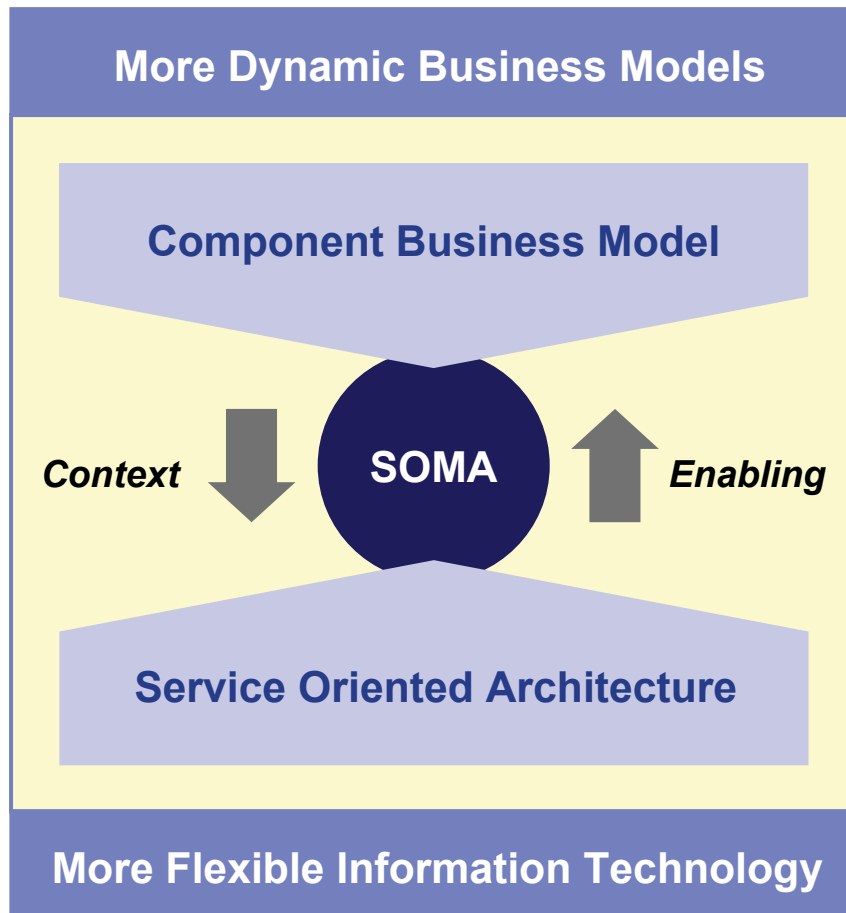 More Dynamic Business Models
Component Business Model
Context
SOMA
Enabling
Service Oriented Architecture
More Flexible Information Technology